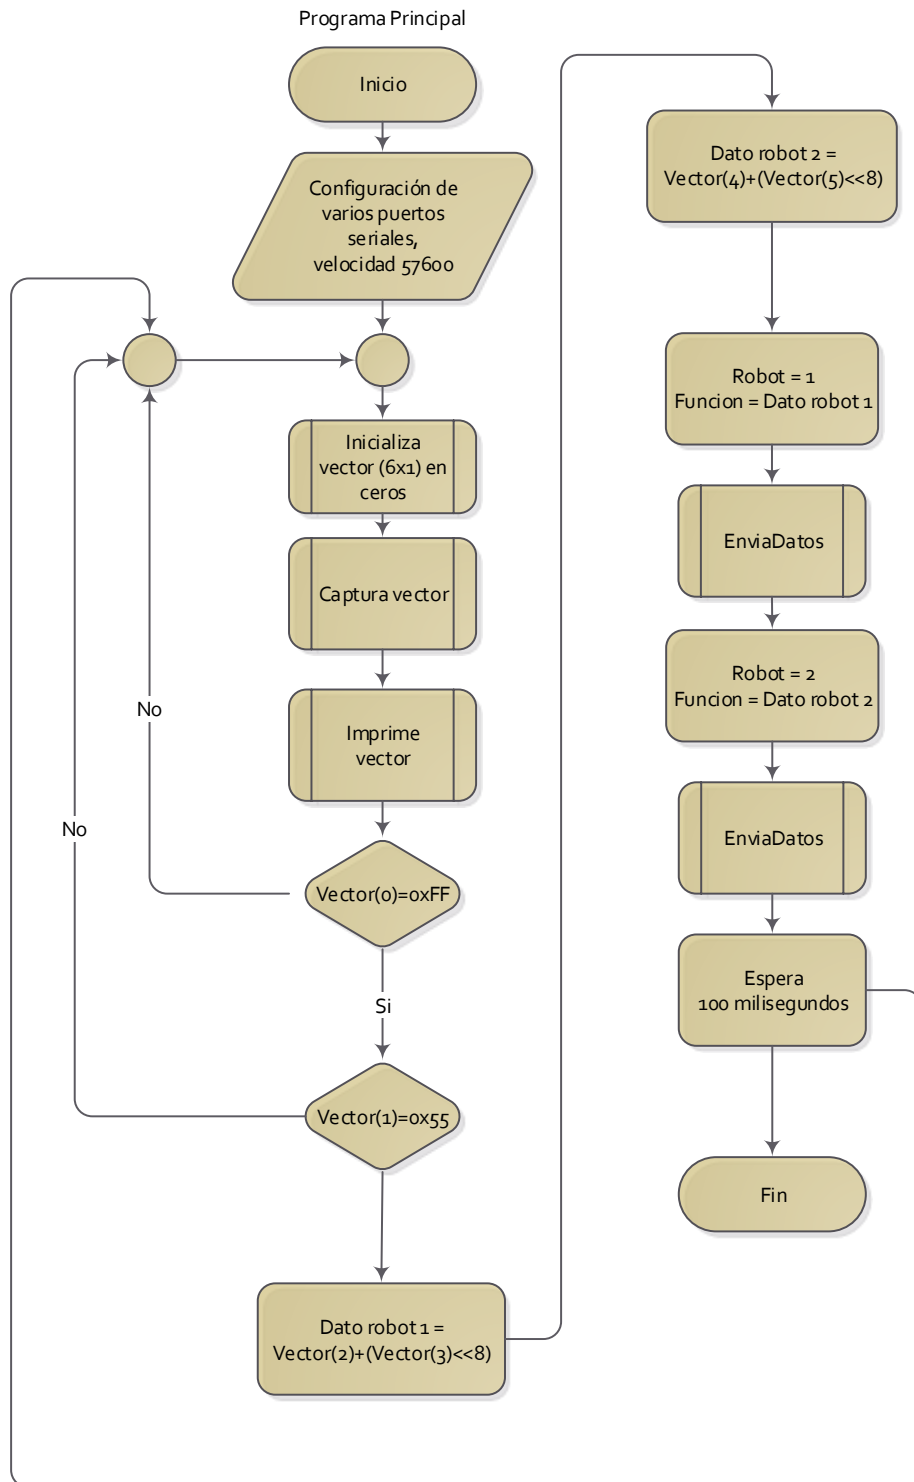 Programa Principal
Inicio
Configuración de
varios puertos
seriales,
velocidad 57600
Inicializa
vector (6x1) en
ceros
Captura vector
Imprime
vector
No
No
Vector(0)=0xFF
Si
Vector(1)=0x55
Dato robot 1 =
Vector(2)+(Vector(3)<<8)
Dato robot 2 =
Vector(4)+(Vector(5)<<8)
Robot = 1
Funcion = Dato robot 1
EnviaDatos
Robot = 2
Funcion = Dato robot 2
EnviaDatos
Espera
100 milisegundos
Fin